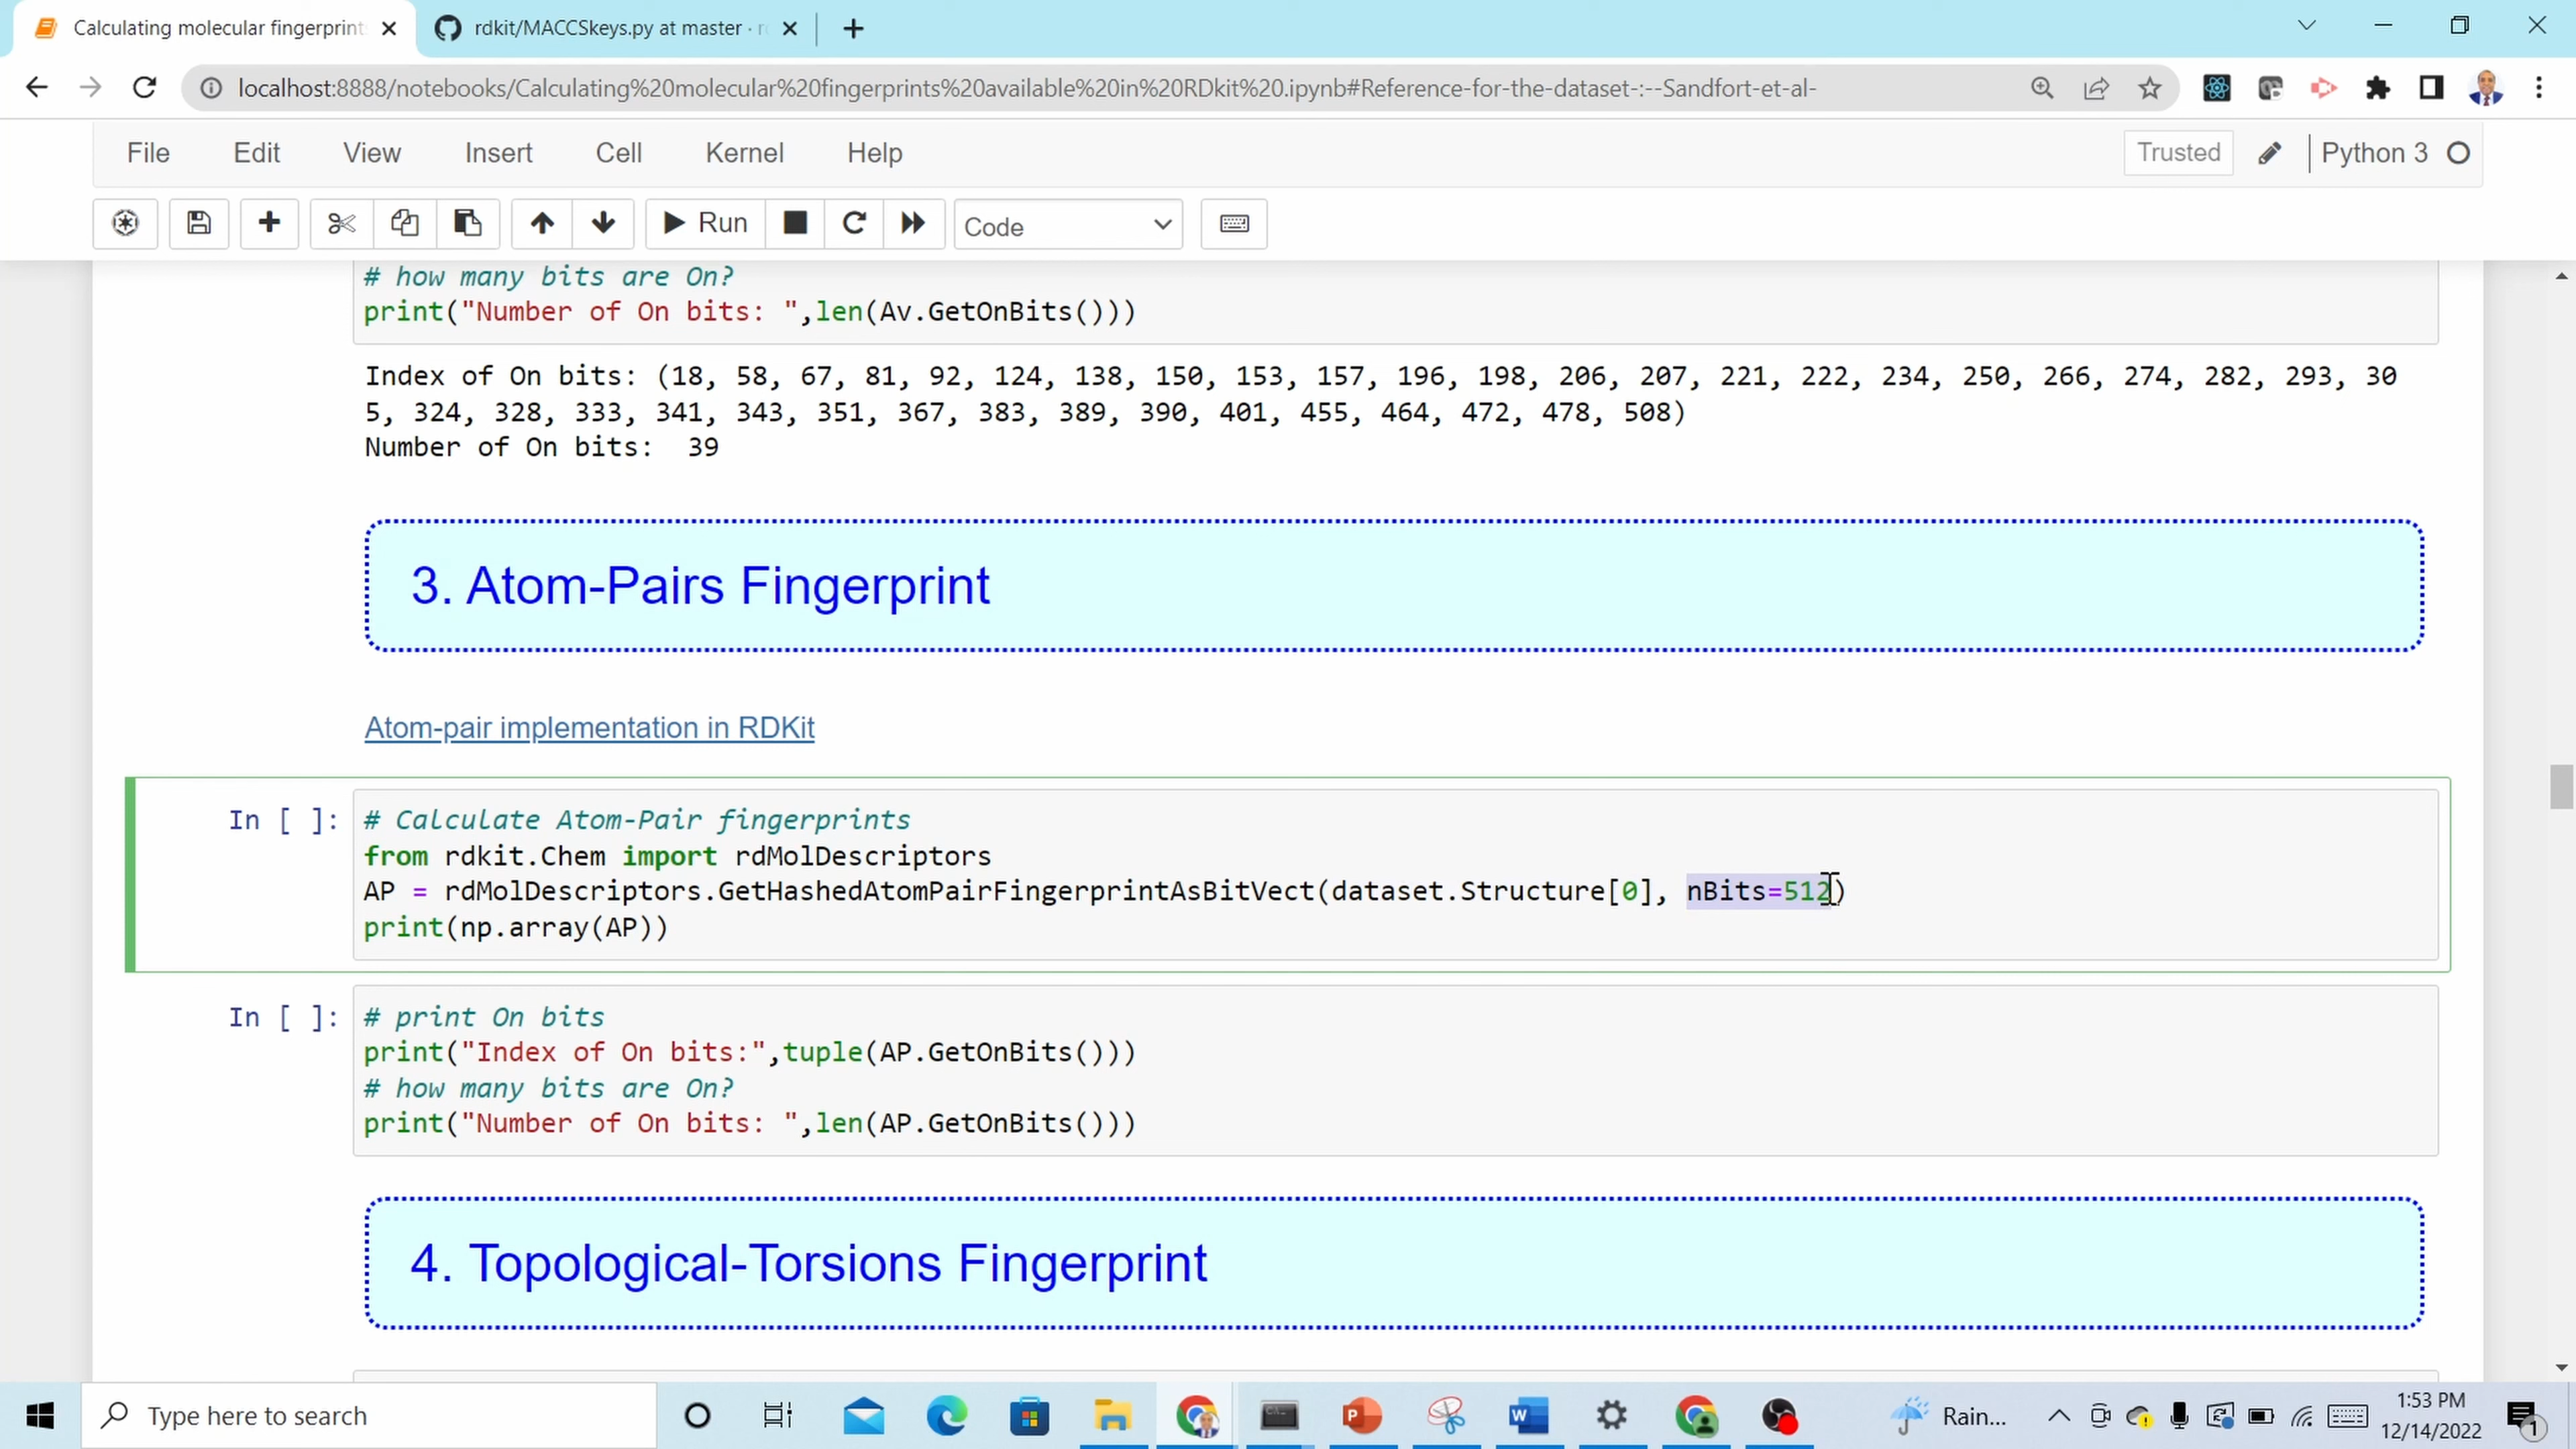 Calculating molecular fingerprint
rdkit/MACCSkeys.py at master · r
localhost:8888/notebooks/Calculating%20molecular%20fingerprints%20available%20in%20RDkit%20.ipynb#Reference-for-the-dataset-:--Sandfort-et-al-
File Edit View Insert Cell Kernel Help Trusted Python 3
Run Code
# how many bits are On?
print("Number of On bits: ",len(Av.GetOnBits()))
Index of On bits: (18, 58, 67, 81, 92, 124, 138, 150, 153, 157, 196, 198, 206, 207, 221, 222, 234, 250, 266, 274, 282, 293, 30
5, 324, 328, 333, 341, 343, 351, 367, 383, 389, 390, 401, 455, 464, 472, 478, 508)
Number of On bits:  39
3. Atom-Pairs Fingerprint
Atom-pair implementation in RDKit
In [ ]: # Calculate Atom-Pair fingerprints
from rdkit.Chem import rdMolDescriptors
AP = rdMolDescriptors.GetHashedAtomPairFingerprintAsBitVect(dataset.Structure[0], nBits=512)
print(np.array(AP))
In [ ]: # print On bits
print("Index of On bits:",tuple(AP.GetOnBits()))
# how many bits are On?
print("Number of On bits: ",len(AP.GetOnBits()))
4. Topological-Torsions Fingerprint
Type here to search
Rain...
1:53 PM
12/14/2022
1